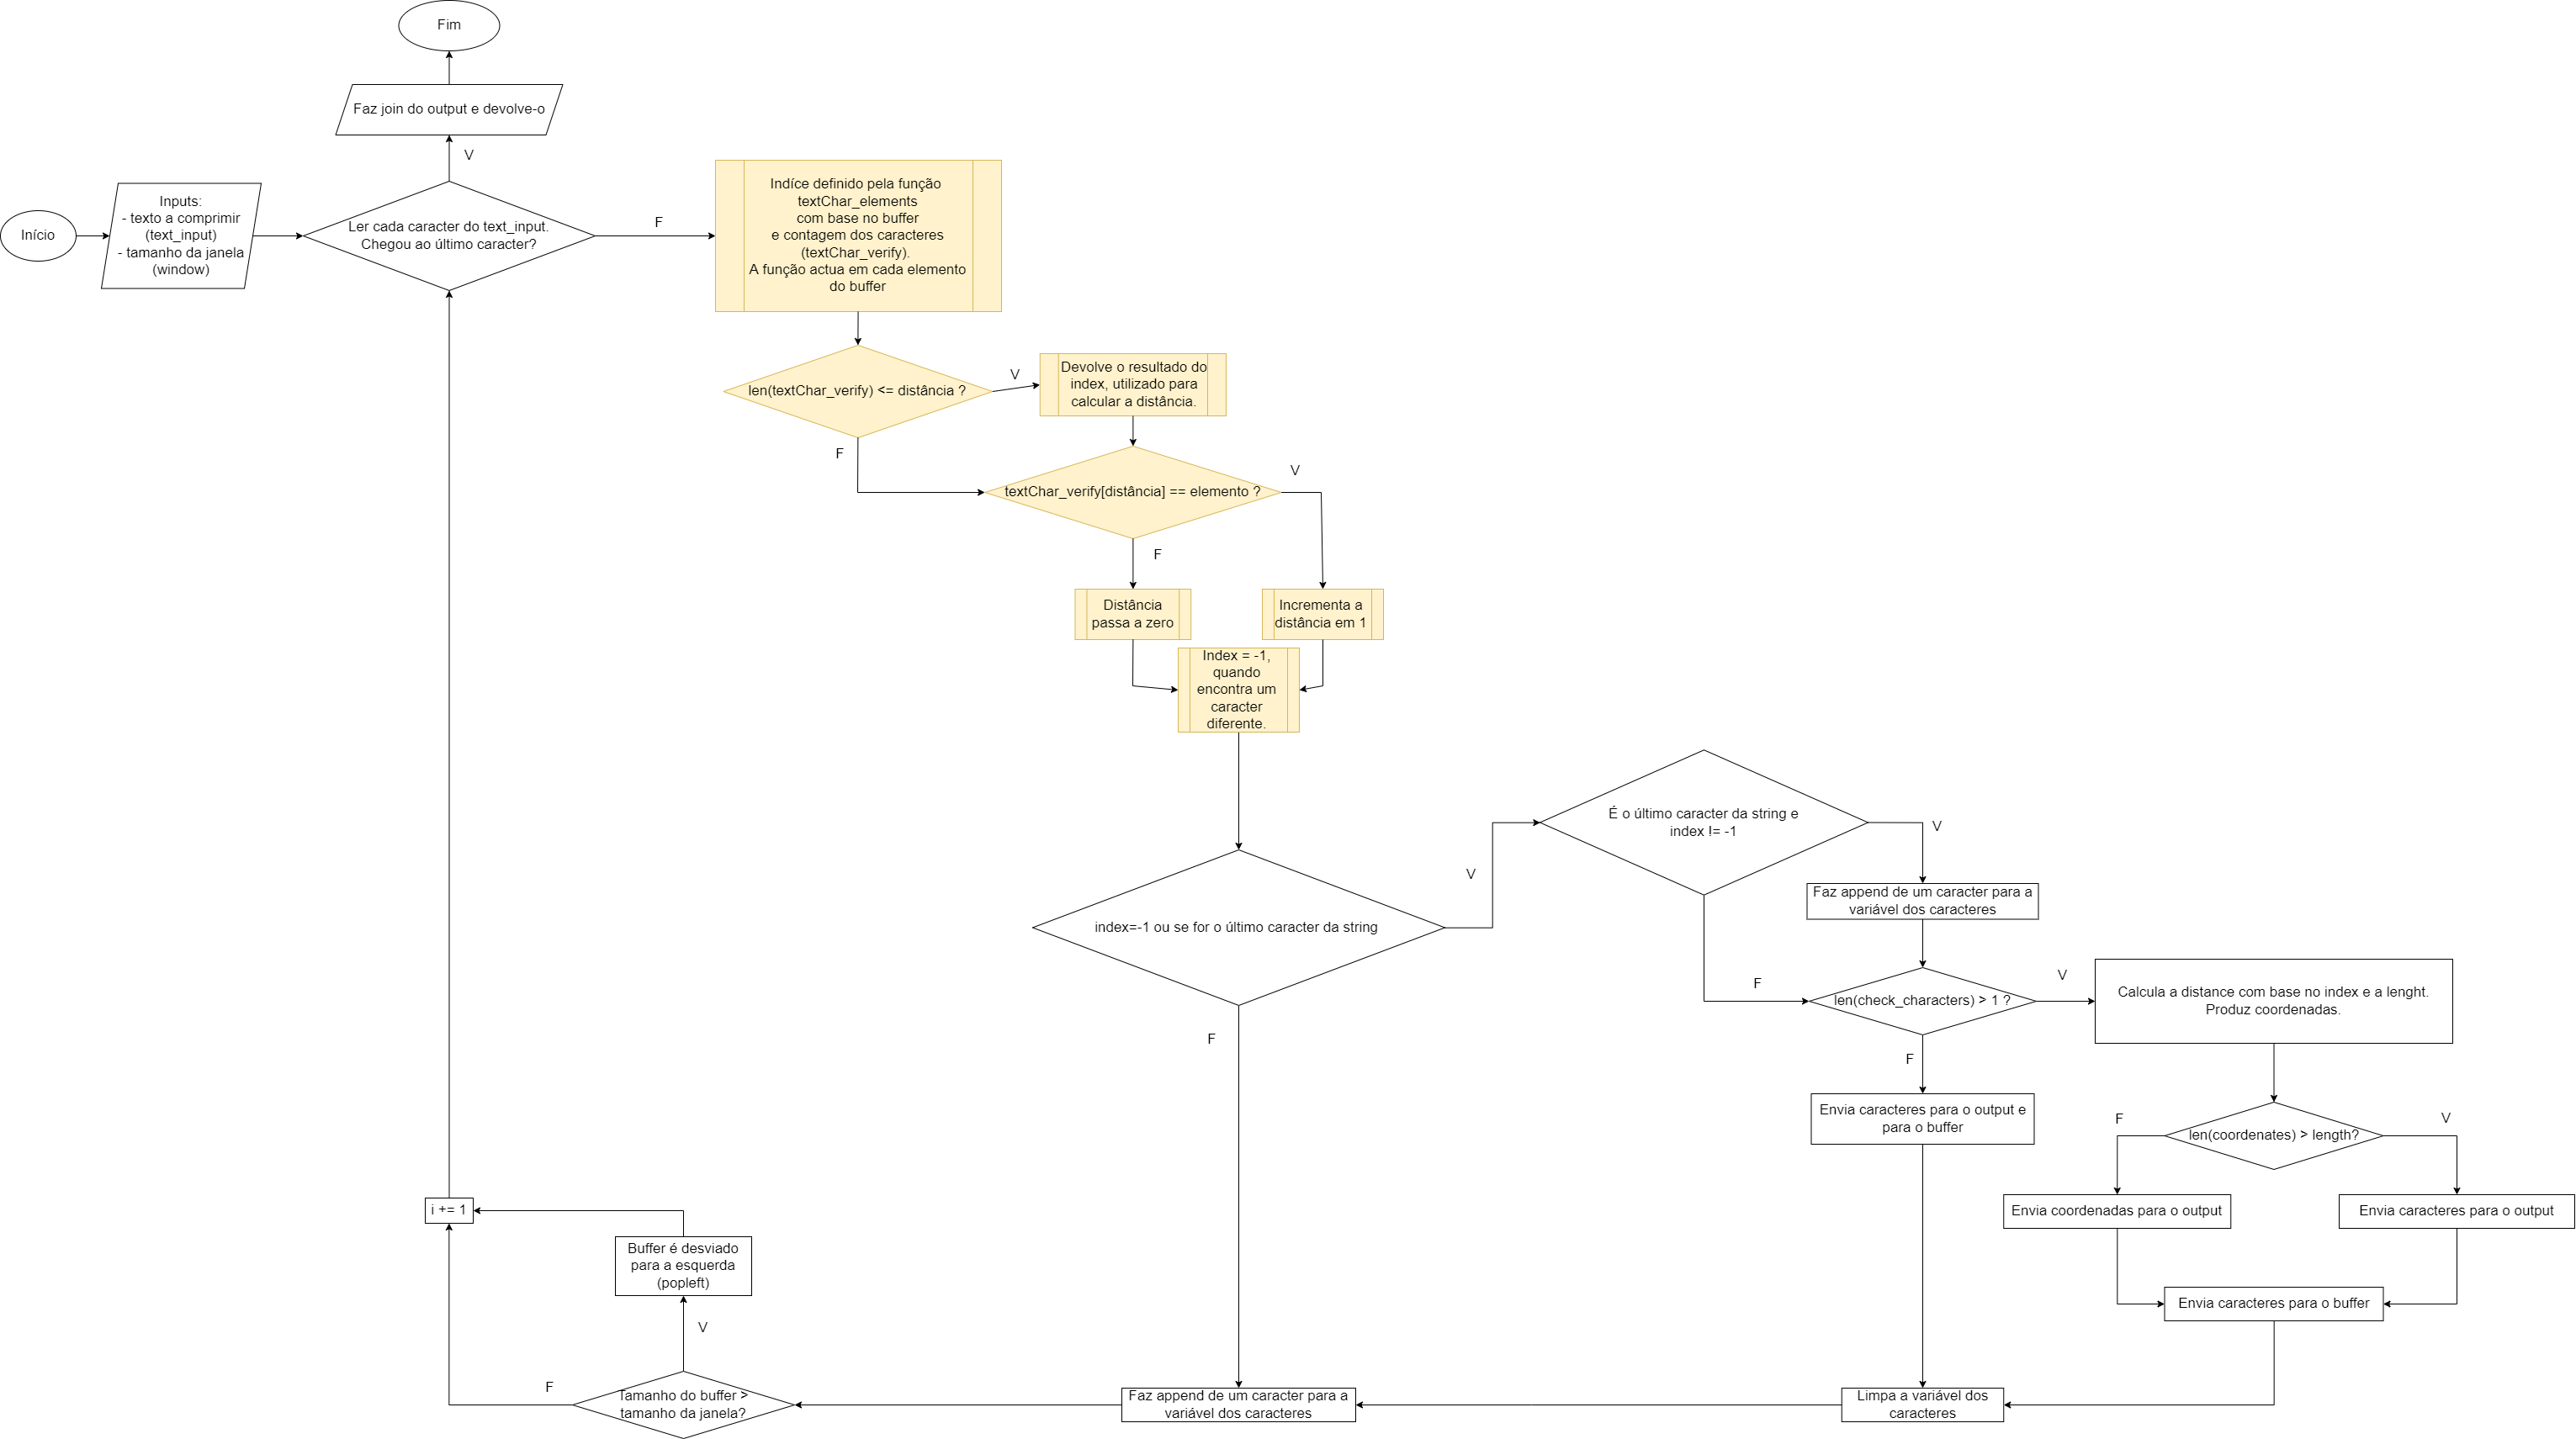 Fim
Faz join do output e devolve-o
V
Início
Inputs:
- texto a comprimir
(text_input)
- tamanho da janela
(window)
Ler cada caracter do text_input.
Chegou ao último caracter?
F
Indíce definido pela função
textChar_elements
com base no buffer
e contagem dos caracteres
(textChar_verify).
A função actua em cada elemento
do buffer
len(textChar_verify) <= distância ?
V
Devolve o resultado do
index, utilizado para
calcular a distância.
F
textChar_verify[distância] == elemento ?
V
F
Distância
passa a zero
Incrementa a
distância em 1
Index = -1,
quando
encontra um
caracter
diferente.
index=-1 ou se for o último caracter da string
V
F
É o último caracter da string e
index != -1
V
F
Faz append de um caracter para a
variável dos caracteres
len(check_characters) > 1 ?
V
F
Calcula a distance com base no index e a lenght.
Produz coordenadas.
Envia caracteres para o output e
para o buffer
len(coordenates) > length?
F
V
Envia coordenadas para o output
Envia caracteres para o output
Envia caracteres para o buffer
Limpa a variável dos
caracteres
Faz append de um caracter para a
variável dos caracteres
Tamanho do buffer >
tamanho da janela?
V
F
Buffer é desviado
para a esquerda
(popleft)
i += 1